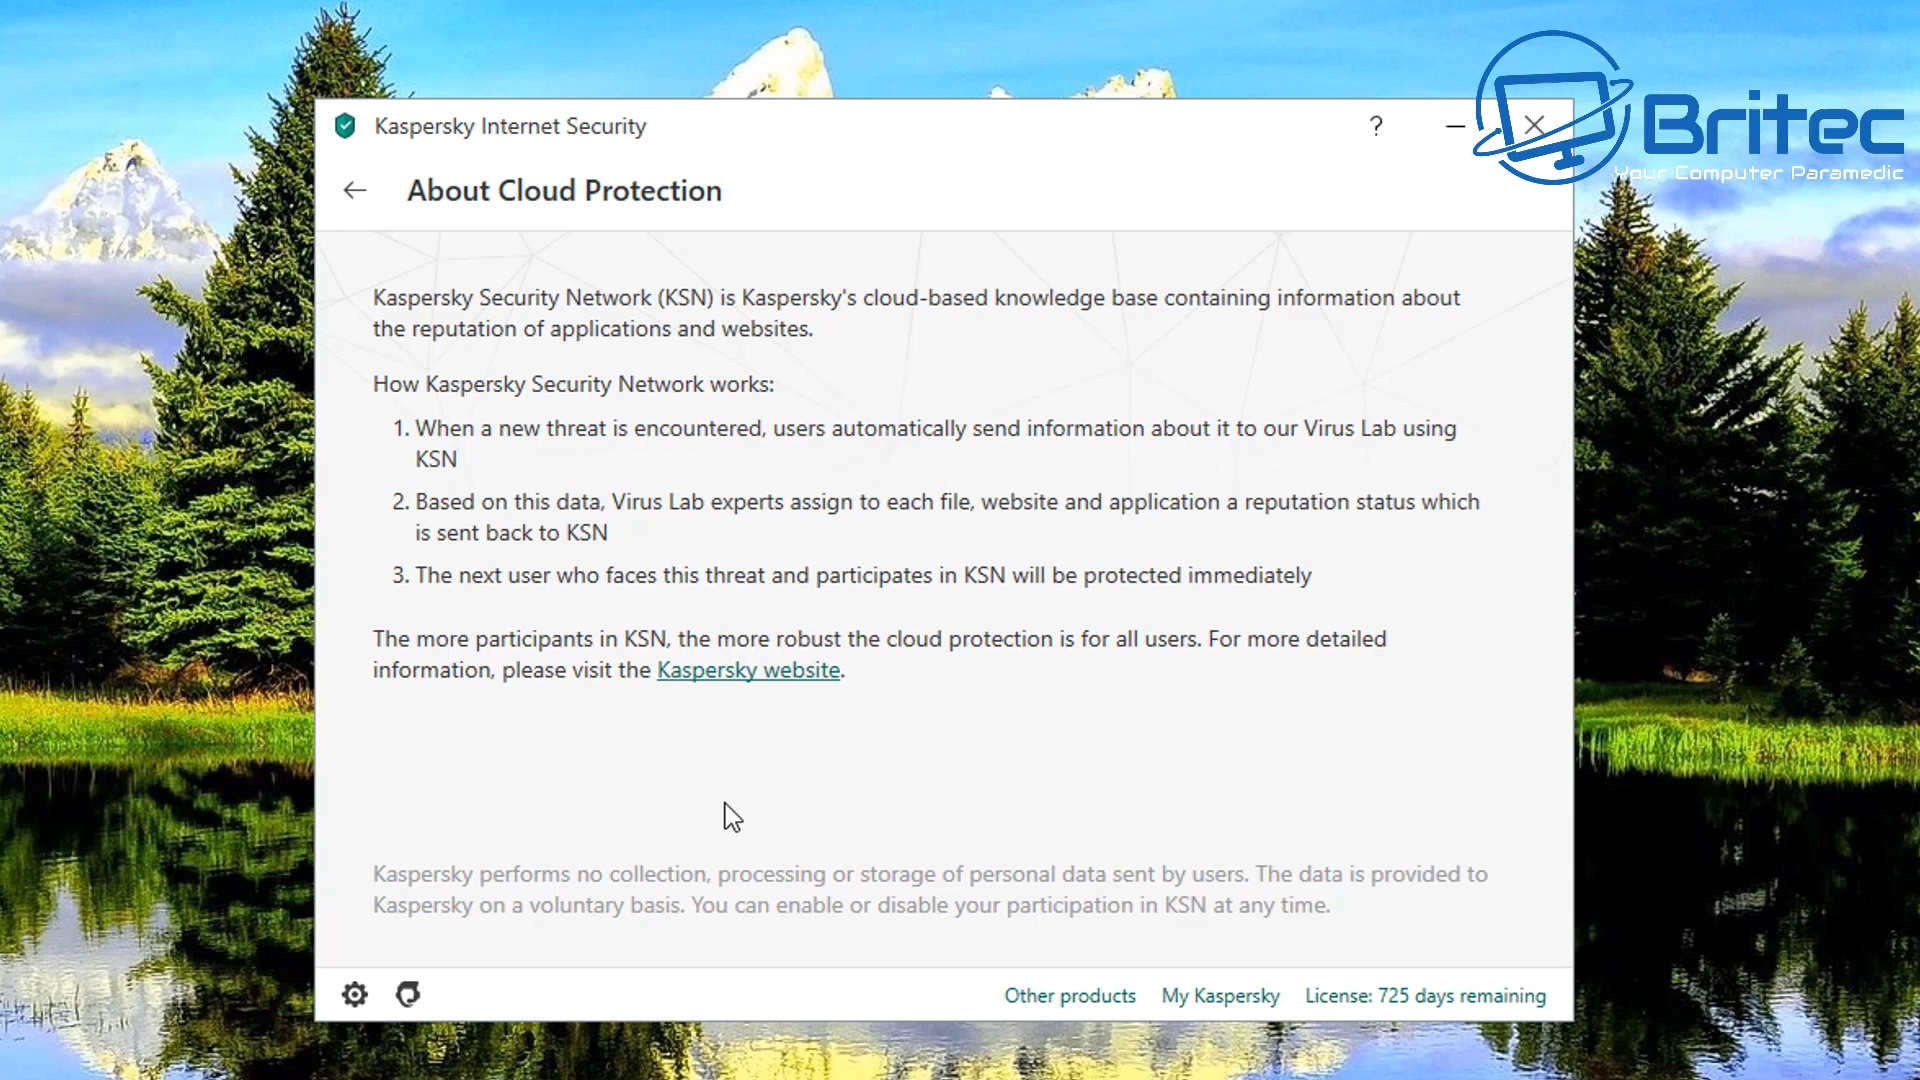 Britec
Your Computer Paramedic
Kaspersky Internet Security
?
About Cloud Protection
Kaspersky Security Network (KSN) is Kaspersky's cloud-based knowledge base containing information about
the reputation of applications and websites.
How Kaspersky Security Network works:
1. When a new threat is encountered, users automatically send information about it to our Virus Lab using
KSN
2. Based on this data, Virus Lab experts assign to each file, website and application a reputation status which
is sent back to KSN
3. The next user who faces this threat and participates in KSN will be protected immediately
The more participants in KSN, the more robust the cloud protection is for all users. For more detailed
information, please visit the Kaspersky website.
Kaspersky performs no collection, processing or storage of personal data sent by users. The data is provided to
Kaspersky on a voluntary basis. You can enable or disable your participation in KSN at any time.
Other products My Kaspersky License: 725 days remaining